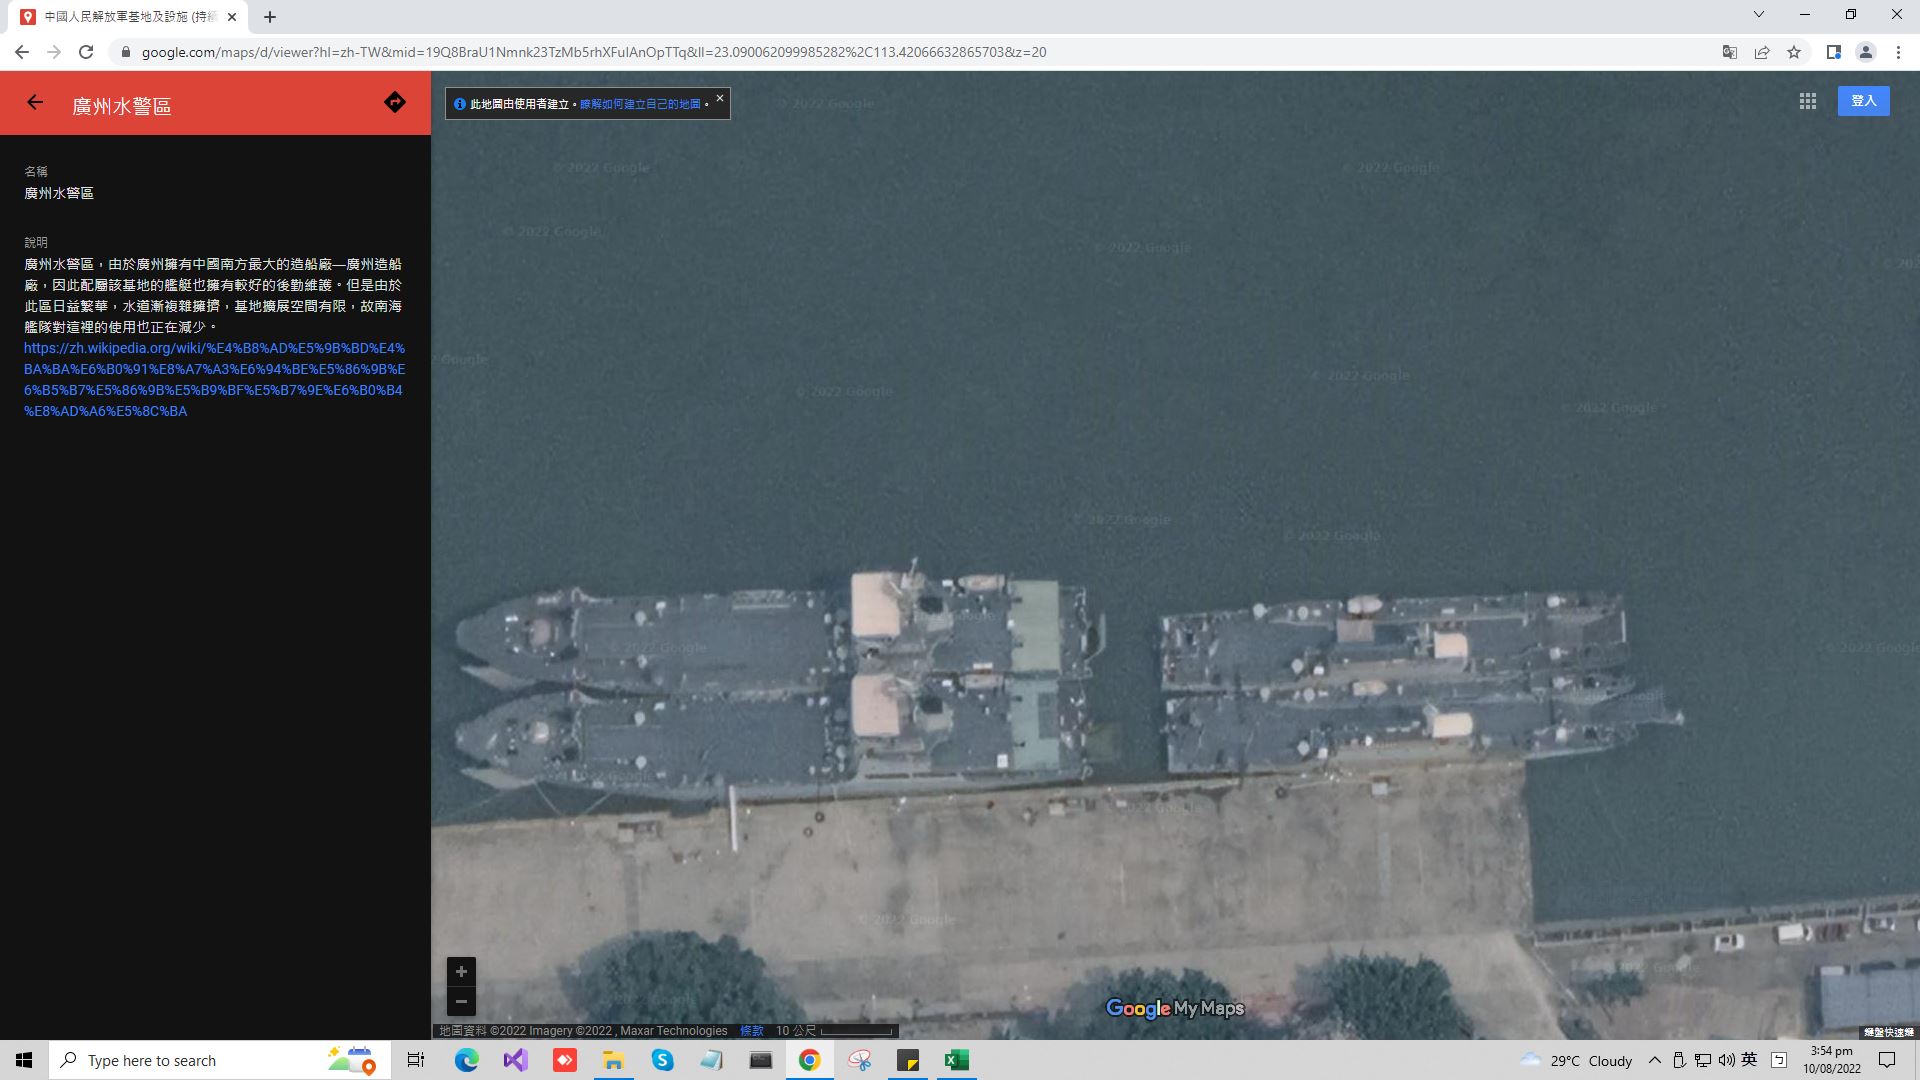 中國人民解放軍基地及設施 (持續
google.com/maps/d/viewer?hl=zh-TW&mid=19Q8BraU1Nmnk23TzMb5rhXFuIAnOpTTq&ll=23.090062099985282%2C113.42066632865703&z=20
廣州水警區
此地圖由使用者建立。瞭解如何建立自己的地圖。
登入
名稱
廣州水警區
說明
廣州水警區，由於廣州擁有中國南方最大的造船廠—廣州造船
廠，因此配屬該基地的艦艇也擁有較好的後勤維護。但是由於
此區日益繁華，水道漸複雜擁擠，基地擴展空間有限，故南海
艦隊對這裡的使用也正在減少。
https://zh.wikipedia.org/wiki/%E4%B8%AD%E5%9B%BD%E4%
BA%BA%E6%B0%91%E8%A7%A3%E6%94%BE%E5%86%9B%E
6%B5%B7%E5%86%9B%E5%B9%BF%E5%B7%9E%E6%B0%B4
%E8%AD%A6%E5%8C%BA
© 2022 Google
Google My Maps
地圖資料 ©2022 Imagery ©2022 , Maxar Technologies 條款 10 公尺
鍵盤快速鍵
Type here to search
29°C Cloudy
英
3:54 pm
10/08/2022